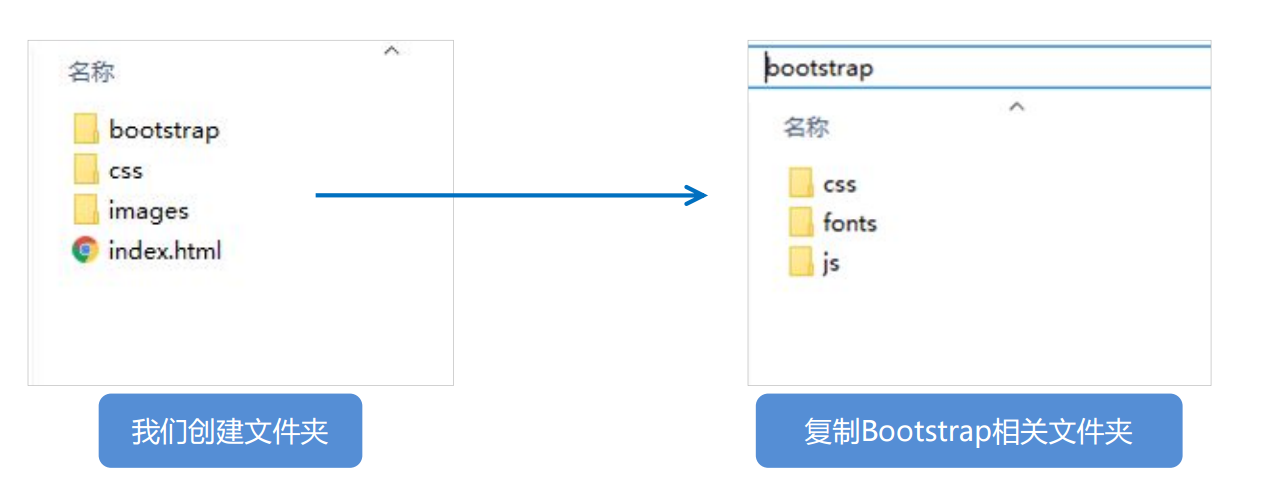 名称
bootstrap
css
images
index.html
我们创建文件夹
bootstrap
名称
css
fonts
js
复制Bootstrap相关文件夹